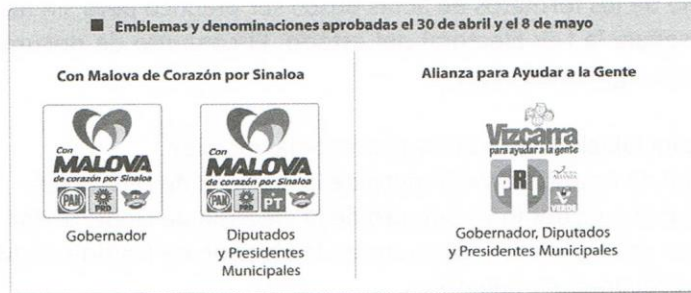 Emblemas y denominaciones aprobadas el 30 de abril y el 8 de mayo
Con Malova de Corazón por Sinaloa
Con
MALOVA
de corazón por Sinaloa
PAN PRD
Gobernador
Con
MALOVA
de corazón por Sinaloa
PAN PRD PT
Diputados
y Presidentes
Municipales
Alianza para Ayudar a la Gente
Vizcarra
para ayudar a la gente
PRI
VERDE
Gobernador, Diputados
y Presidentes Municipales